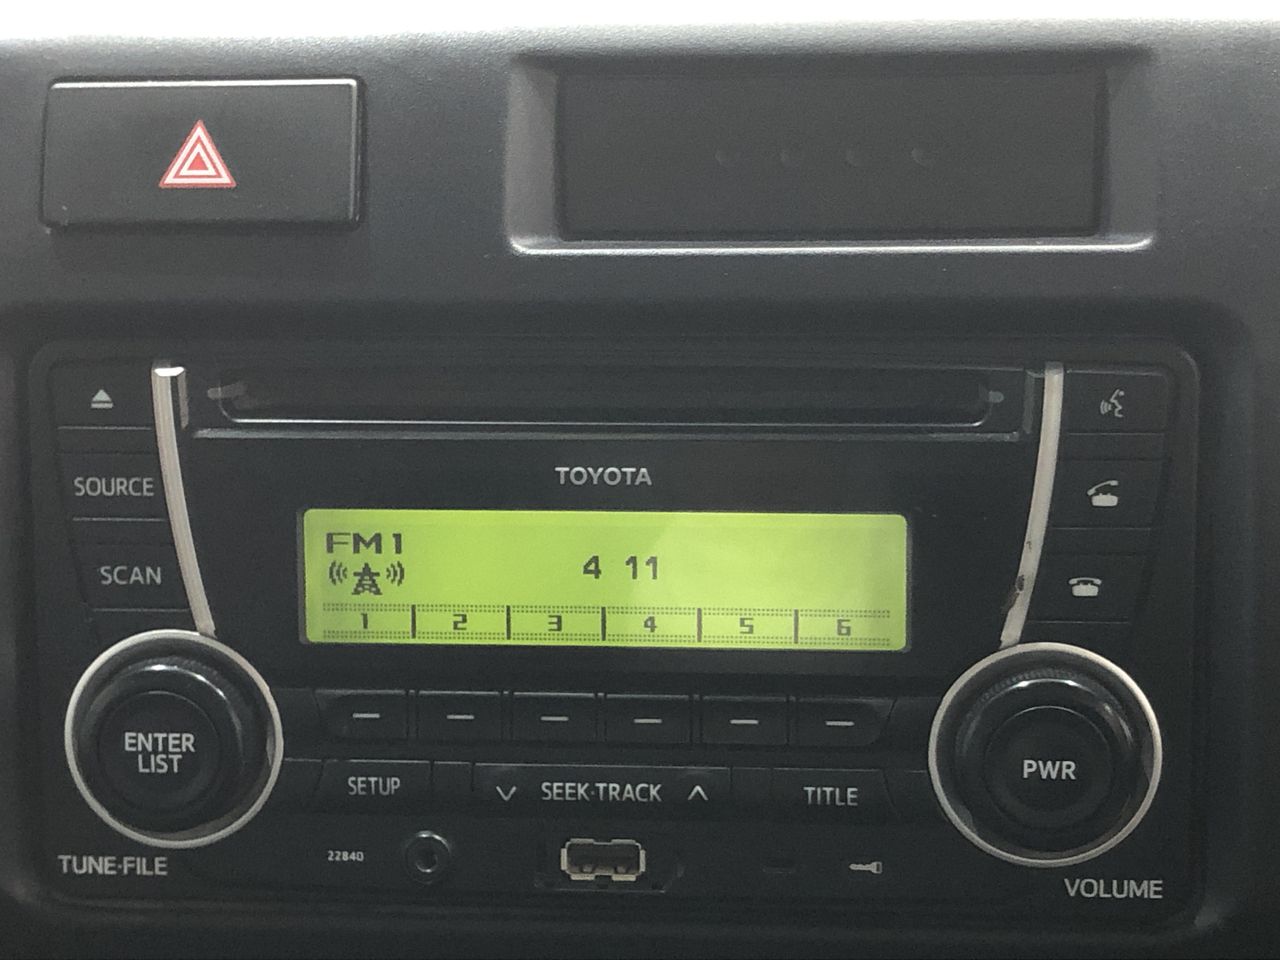 TOYOTA
SOURCE
FM1
4 11
SCAN
1 2 3 4 5 6
ENTER
LIST
PWR
SETUP
SEEK·TRACK
TITLE
22840
TUNE·FILE
VOLUME